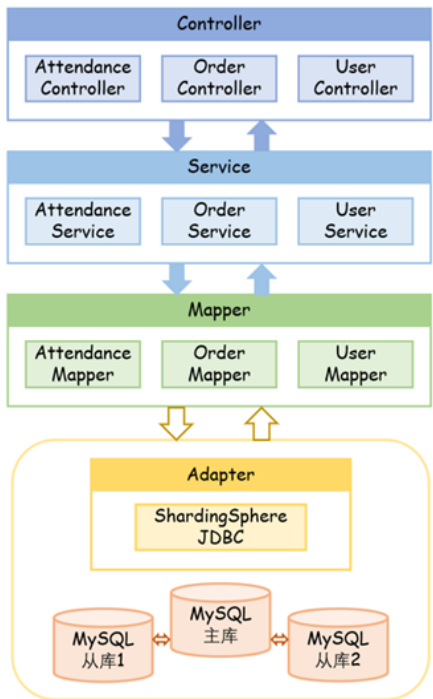 Controller
Attendance
Controller
Order
Controller
User
Controller
Service
Attendance
Service
Order
Service
User
Service
Mapper
Attendance
Mapper
Order
Mapper
User
Mapper
Adapter
ShardingSphere
JDBC
MySQL
从库1
MySQL
主库
MySQL
从库2